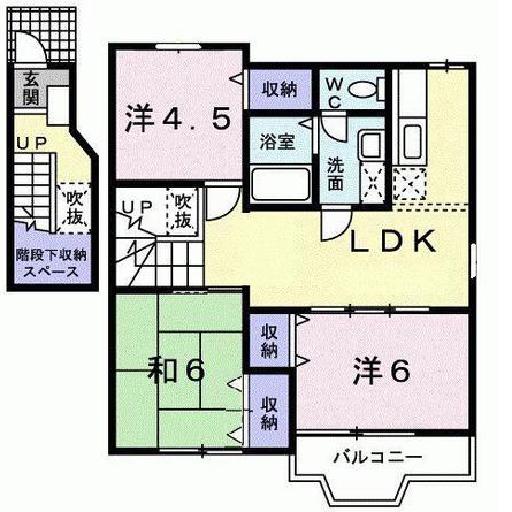 玄
関
UP
吹
抜
階段下収納
スペース
洋4.5
収納
WC
浴室
洗
面
UP
吹
抜
LDK
和6
収
納
収
納
洋6
バルコニー